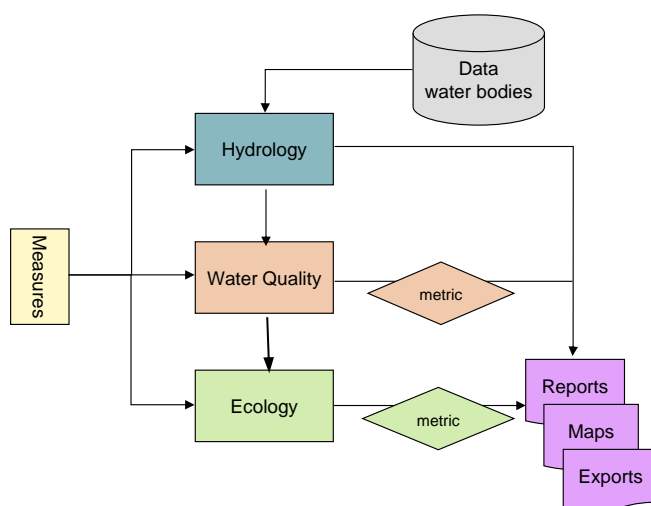 Data
water bodies
Hydrology
Measures
Water Quality
metric
Ecology
metric
Reports
Maps
Exports